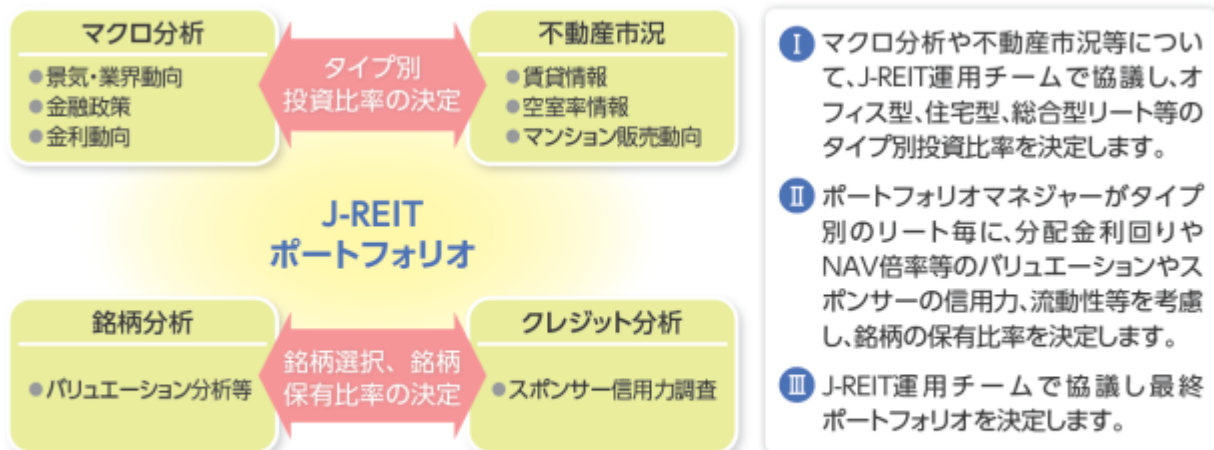 マクロ分析
●景気・業界動向
●金融政策
●金利動向
タイプ別
投資比率の決定
不動産市況
●賃貸情報
●空室率情報
●マンション販売動向
J-REIT
ポートフォリオ
銘柄分析
●バリュエーション分析等
銘柄選択、銘柄
保有比率の決定
クレジット分析
●スポンサー信用力調査
Ⅰ マクロ分析や不動産市況等につい
て、J-REIT運用チームで協議し、オ
フィス型、住宅型、総合型リート等の
タイプ別投資比率を決定します。
Ⅱ ポートフォリオマネジャーがタイプ
別のリート毎に、分配金利回りや
NAV倍率等のバリュエーションやス
ポンサーの信用力、流動性等を考慮
し、銘柄の保有比率を決定します。
Ⅲ J-REIT運用チームで協議し最終
ポートフォリオを決定します。